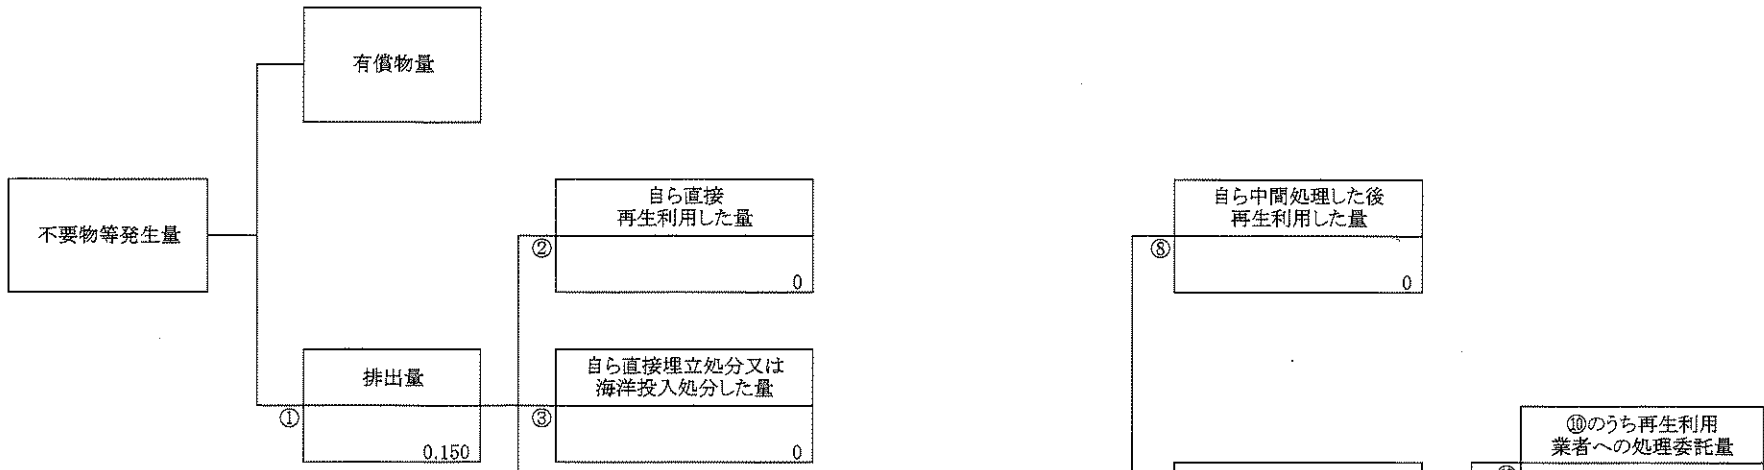 有償物量
不要物等発生量
自ら直接
再生利用した量
②
0
自ら中間処理した後
再生利用した量
⑧
0
排出量
①
0.150
自ら直接埋立処分又は
海洋投入処分した量
③
0
⑩のうち再生利用
業者への処理委託量